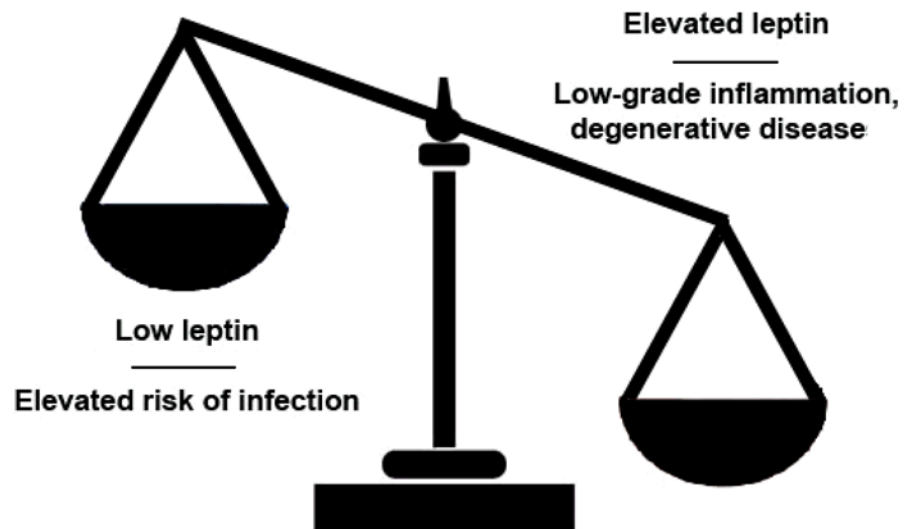 Elevated leptin
Low-grade inflammation,
degenerative disease
Low leptin
Elevated risk of infection